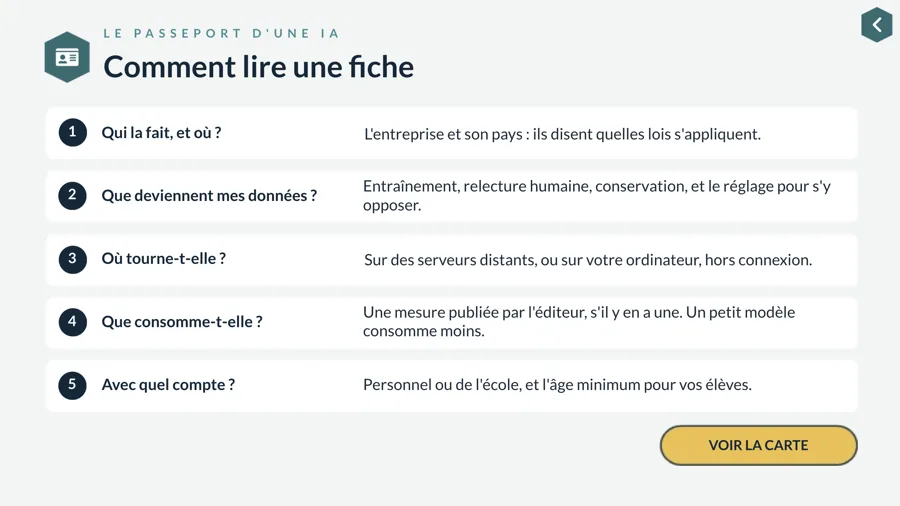 LE PASSEPORT D'UNE IA
Comment lire une fiche
1 Qui la fait, et où ? L'entreprise et son pays : ils disent quelles lois s'appliquent.
2 Que deviennent mes données ? Entraînement, relecture humaine, conservation, et le réglage pour s'y
opposer.
3 Où tourne-t-elle ? Sur des serveurs distants, ou sur votre ordinateur, hors connexion.
4 Que consomme-t-elle ? Une mesure publiée par l'éditeur, s'il y en a une. Un petit modèle
consomme moins.
5 Avec quel compte ? Personnel ou de l'école, et l'âge minimum pour vos élèves.
VOIR LA CARTE